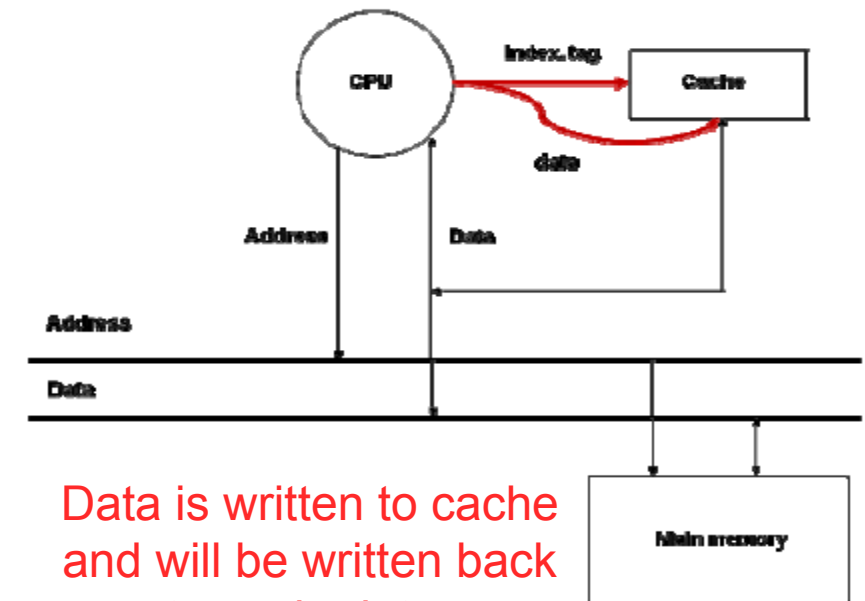 Index, tag
CPU
Cache
data
Address
Data
Address
Data
Data is written to cache
and will be written back
Main memory